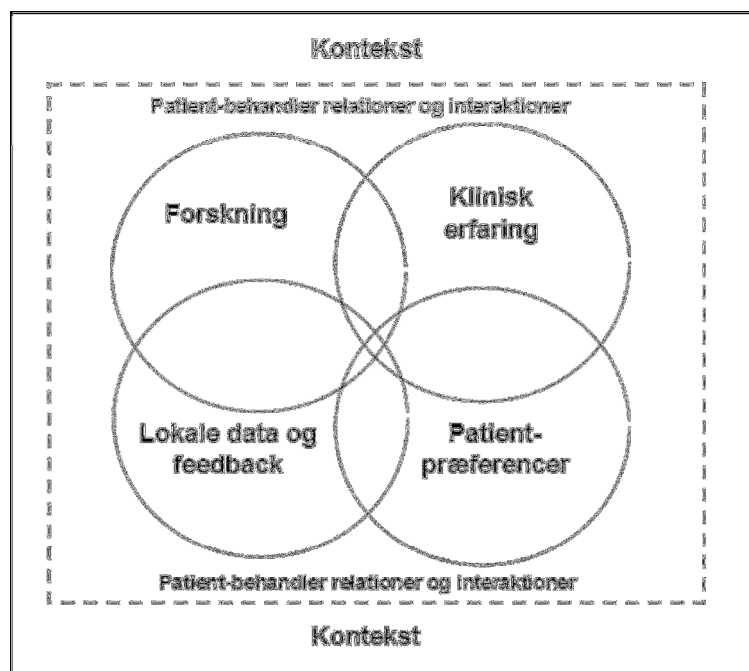 Kontekst
Patient-behandler relationer og interaktioner
Forskning
Klinisk
erfaring
Lokale data og
feedback
Patient-
præferencer
Patient-behandler relationer og interaktioner
Kontekst